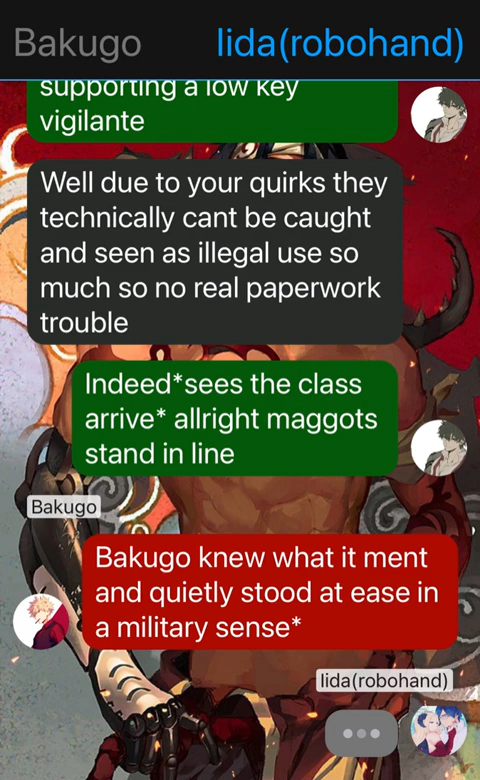 Bakugo Iida(robohand)
supporting a low key
vigilante
Well due to your quirks they
technically cant be caught
and seen as illegal use so
much so no real paperwork
trouble
Indeed*sees the class
arrive* allright maggots
stand in line
Bakugo
Bakugo knew what it ment
and quietly stood at ease in
a military sense*
Iida(robohand)